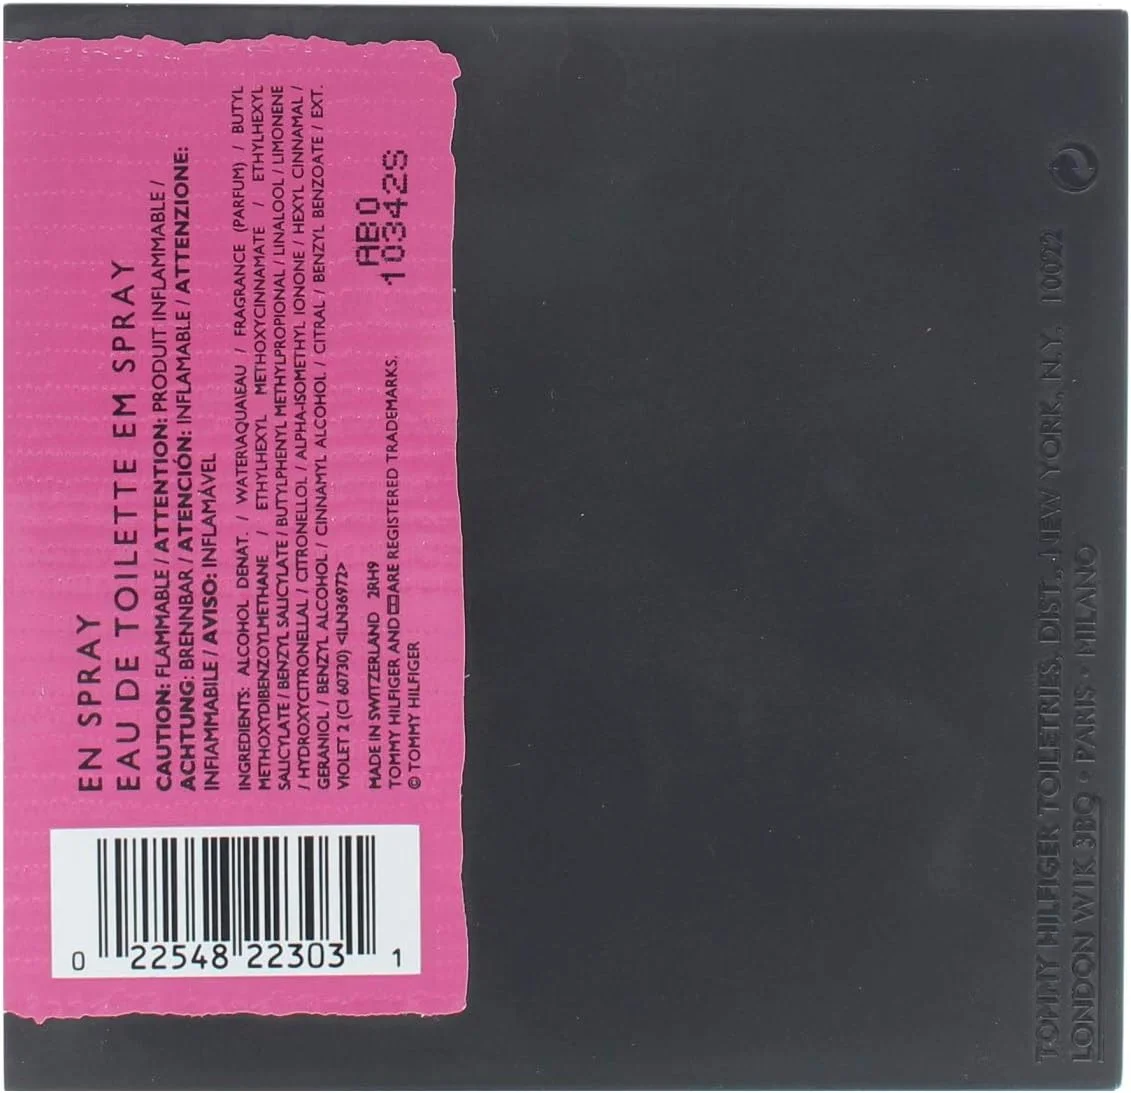 EN SPRAY
EAU DE TOILETTE EM SPRAY
CAUTION: FLAMMABLE / ATTENTION: PRODUIT INFLAMMABLE /
ACHTUNG: BRENNBAR / ATENCIÓN: INFLAMABLE / ATTENZIONE:
INFIAMMABILE / AVISO: INFLAMÁVEL
INGREDIENTS: ALCOHOL DENAT. / WATER\AQUA\EAU / FRAGRANCE (PARFUM) / BUTYL
METHOXYDIBENZOYLMETHANE / ETHYLHEXYL METHOXYCINNAMATE / ETHYLHEXYL
SALICYLATE / BENZYL SALICYLATE / BUTYLPHENYL METHYLPROPIONAL / LINALOOL / LIMONENE
/ HYDROXYCITRONELLAL / CITRONELLOL / ALPHA-ISOMETHYL IONONE / HEXYL CINNAMAL /
GERANIOL / BENZYL ALCOHOL / CINNAMYL ALCOHOL / CITRAL / BENZYL BENZOATE / EXT.
VIOLET 2 (CI 60730) <ILN36972>
MADE IN SWITZERLAND 2RH9
TOMMY HILFIGER AND ARE REGISTERED TRADEMARKS.
© TOMMY HILFIGER
AB0
10342S
0 22548 22303 1
TOMMY HILFIGER TOILETRIES, DIST., NEW YORK, N.Y. 10022
LONDON W1K 3BQ • PARIS • MILANO